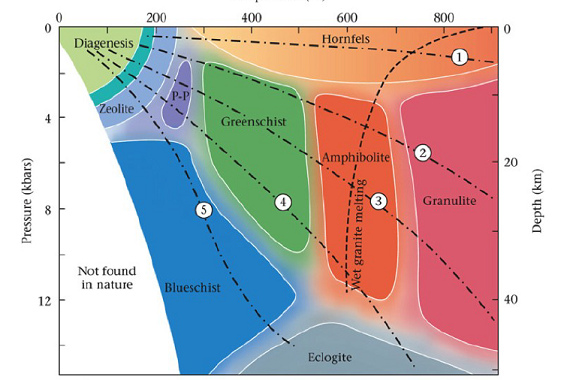 0
200
400
600
800
0
Diagenesis
Hornfels
1
Zeolite
P-P
4
Greenschist
Amphibolite
2
20
Granulite
Pressure (kbars)
Depth (km)
8
5
4
3
Wet granite melting
Not found
in nature
Blueschist
12
40
Eclogite